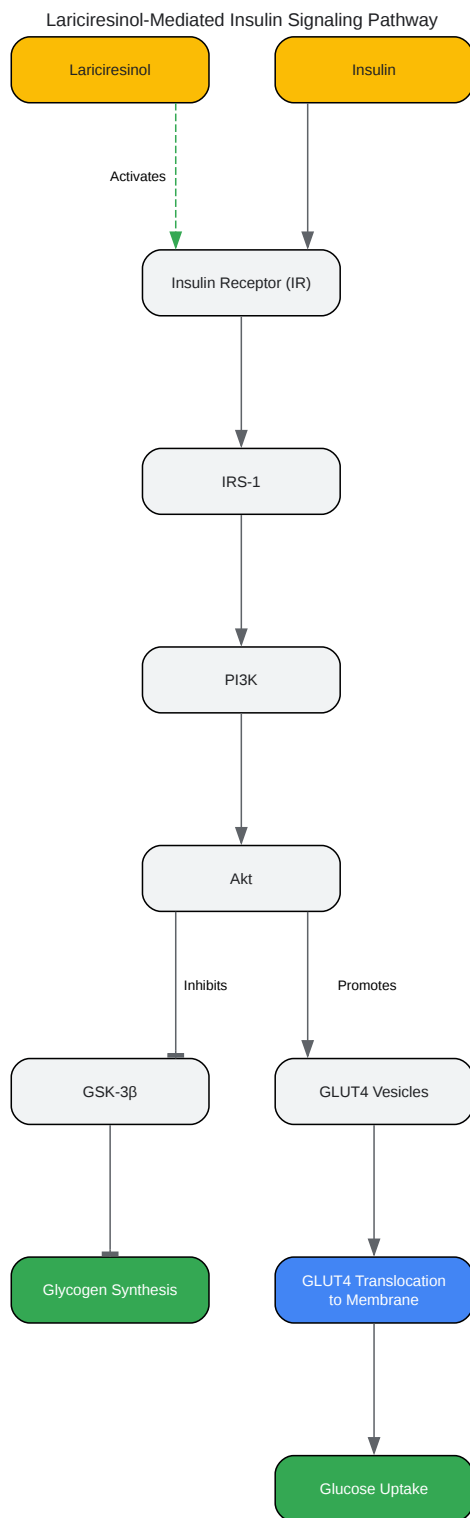 Lariciresinol-Mediated Insulin Signaling Pathway
Lariciresinol
Insulin
Activates
Insulin Receptor (IR)
IRS-1
PI3K
Akt
Inhibits
Promotes
GSK-3β
GLUT4 Vesicles
Glycogen Synthesis
GLUT4 Translocation
to Membrane
Glucose Uptake